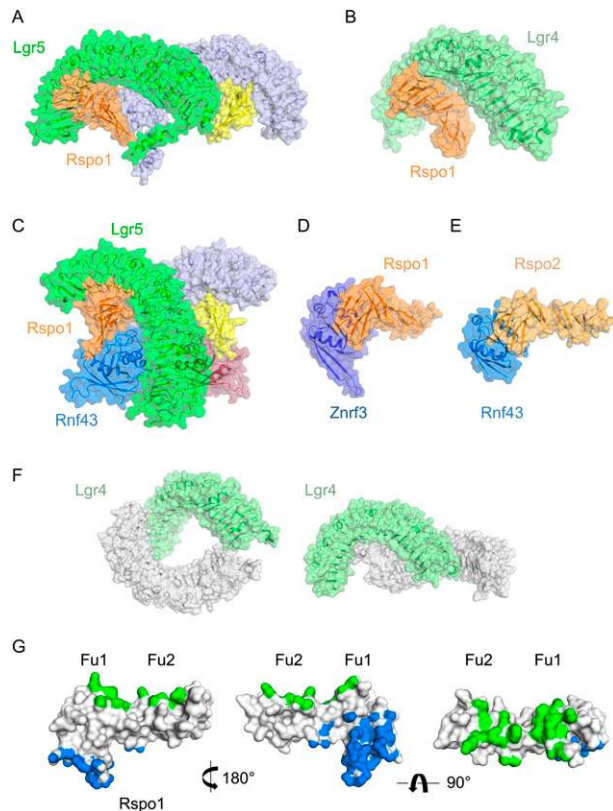 A
B
Lgr5
Lgr4
Rspo1
Rspo1
C
Lgr5
D
E
Rspo1
Rspo2
Rspo1
Rnf43
Znrf3
Rnf43
F
Lgr4
Lgr4
G
Fu1 Fu2
Fu2 Fu1
Fu2 Fu1
180°
90°
Rspo1